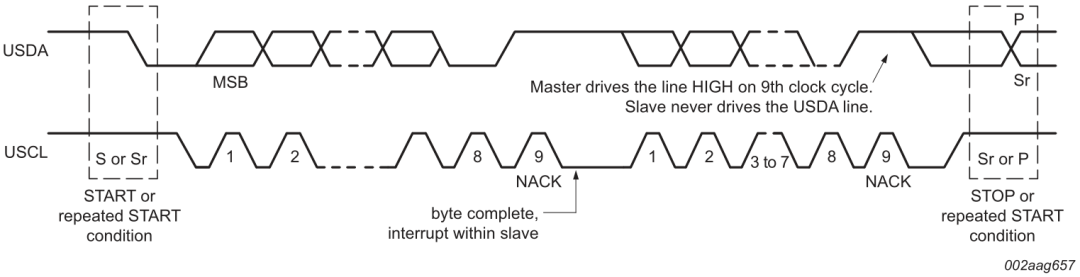 P
USDA
MSB
Master drives the line HIGH on 9th clock cycle.
Slave never drives the USDA line.
Sr
USCL
S or Sr
1
2
8
9
1
2
3 to 7
8
9
Sr or P
NACK
NACK
START or
repeated START
condition
byte complete,
interrupt within slave
STOP or
repeated START
condition
002aag657